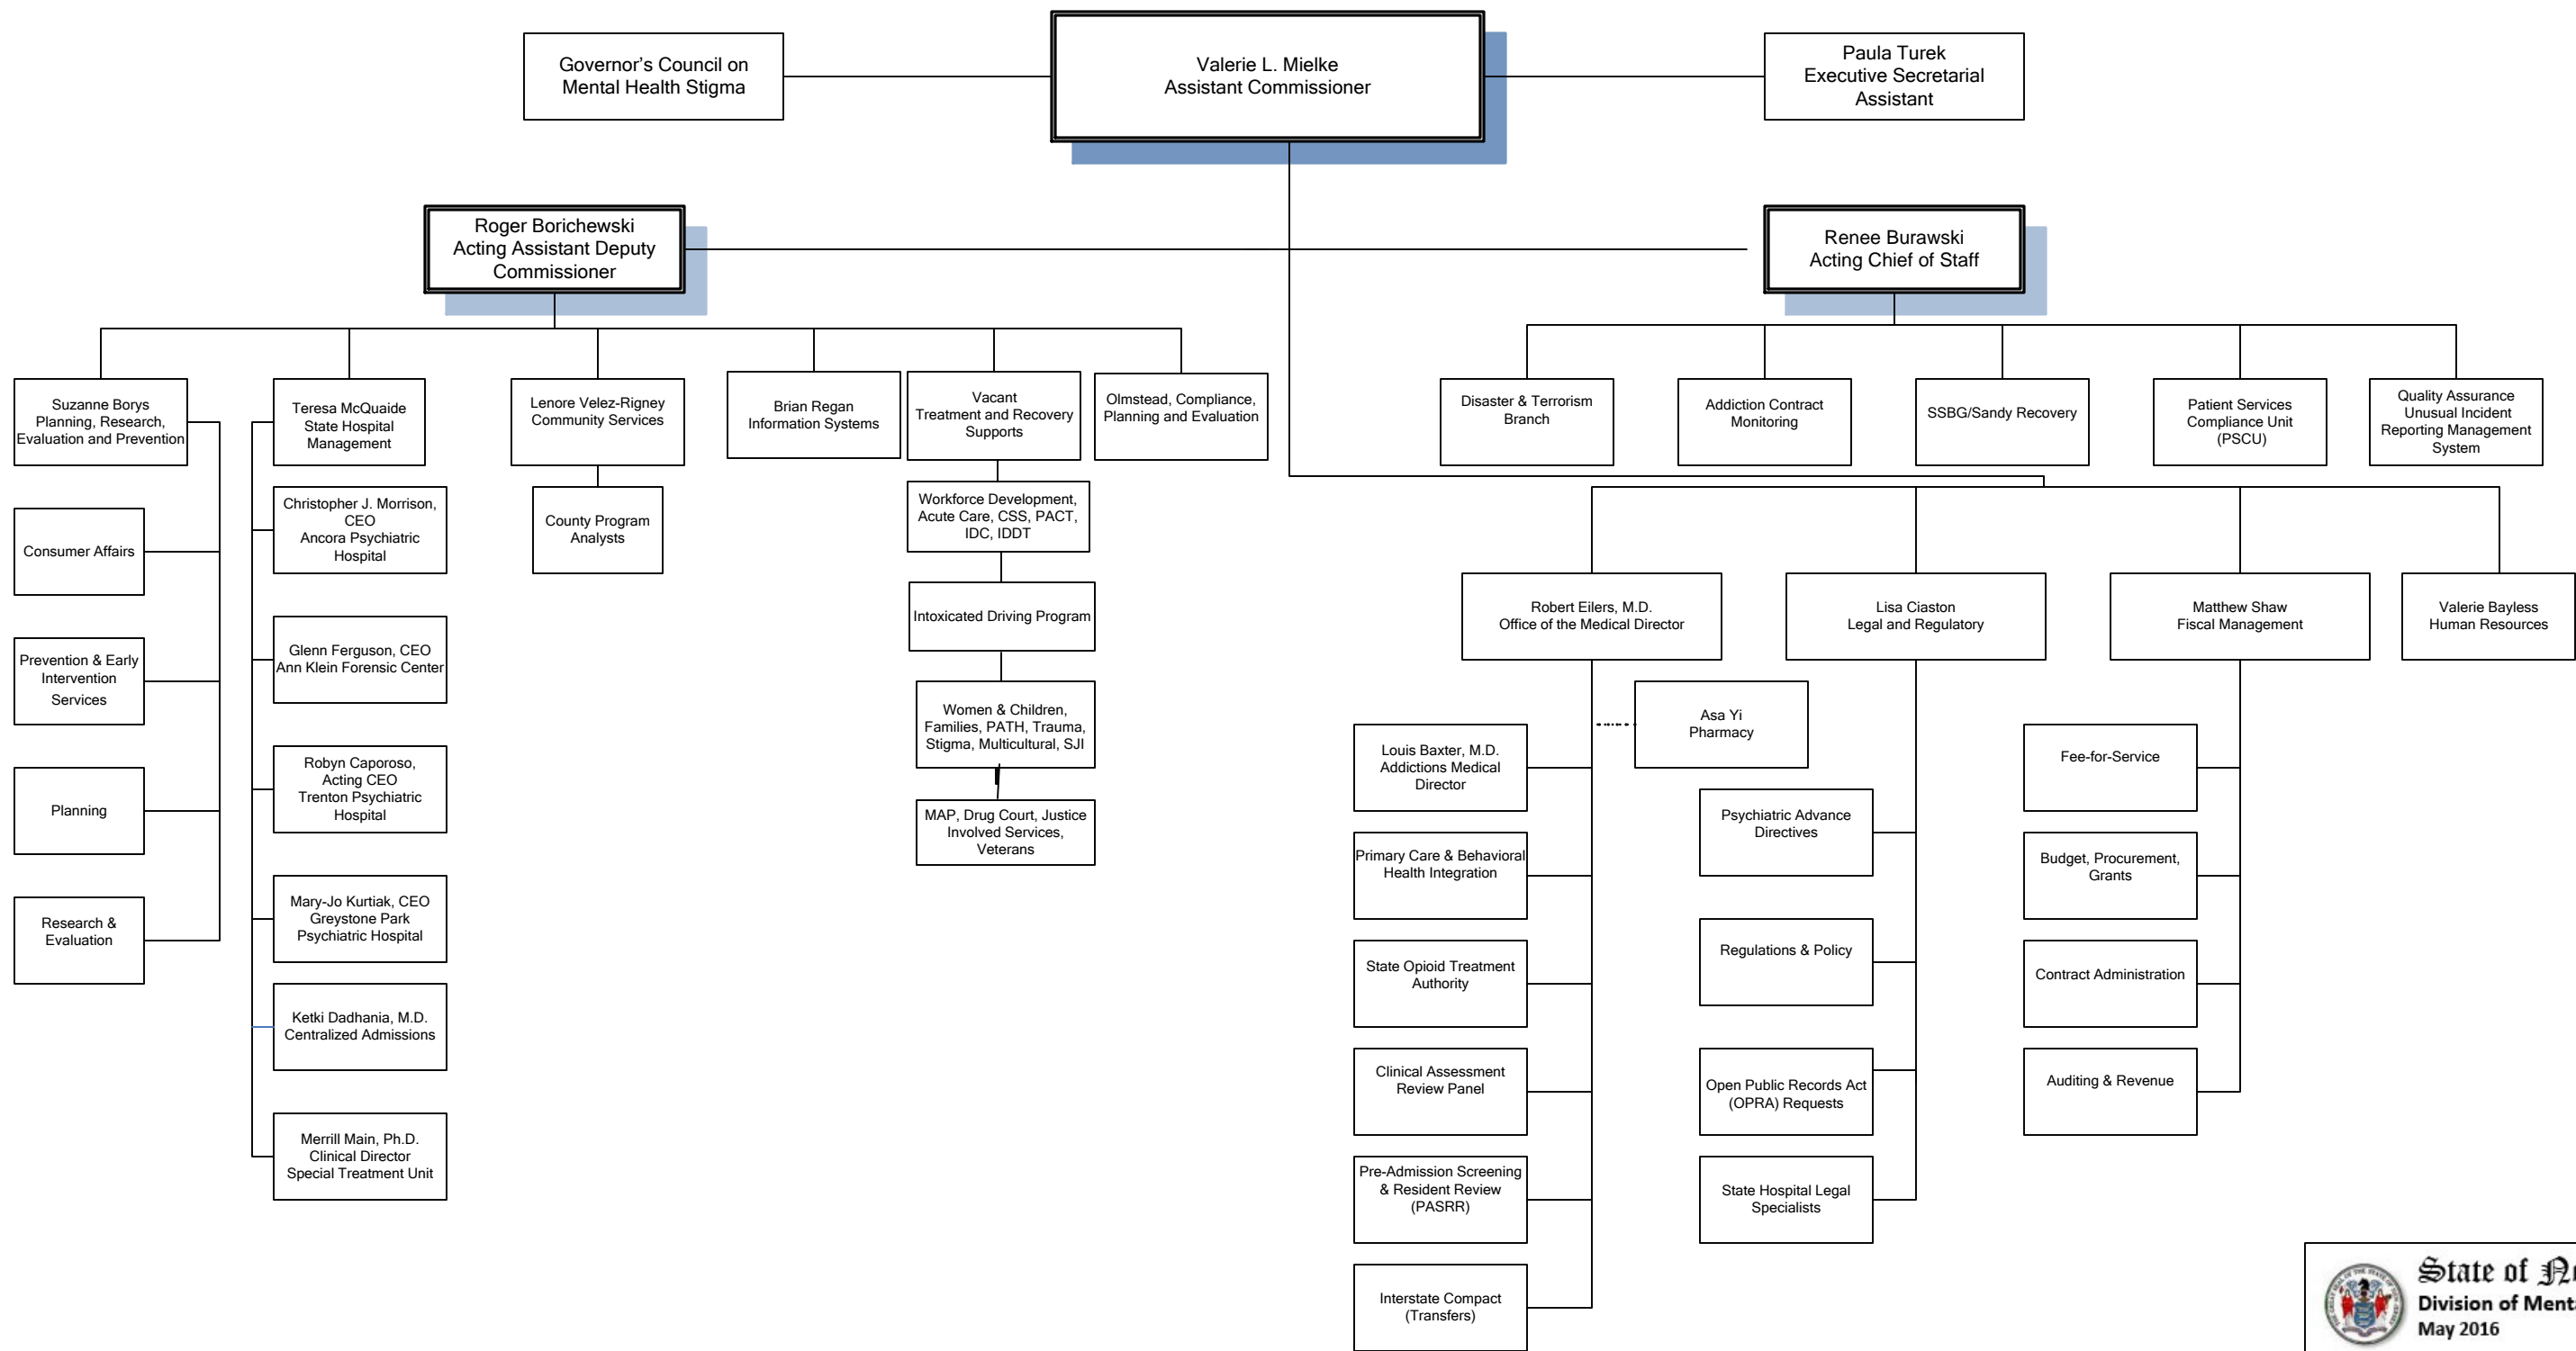 Governor's Council on
Mental Health Stigma
Valerie L. Mielke
Assistant Commissioner
Paula Turek
Executive Secretarial
Assistant
Roger Borichewski
Acting Assistant Deputy
Commissioner
Renee Burawski
Acting Chief of Staff
Suzanne Borys
Planning, Research,
Evaluation and Prevention
Teresa McQuaide
State Hospital
Management
Lenore Velez-Rigney
Community Services
Brian Regan
Information Systems
Vacant
Treatment and Recovery
Supports
Olmstead, Compliance,
Planning and Evaluation
Disaster & Terrorism
Branch
Addiction Contract
Monitoring
SSBG/Sandy Recovery
Patient Services
Compliance Unit
(PSCU)
Quality Assurance
Unusual Incident
Reporting Management
System
Consumer Affairs
Prevention & Early
Intervention
Services
Planning
Research &
Evaluation
Christopher J. Morrison,
CEO
Ancora Psychiatric
Hospital
Glenn Ferguson, CEO
Ann Klein Forensic Center
Robyn Caporoso,
Acting CEO
Trenton Psychiatric
Hospital
Mary-Jo Kurtiak, CEO
Greystone Park
Psychiatric Hospital
Ketki Dadhania, M.D.
Centralized Admissions
Merrill Main, Ph.D.
Clinical Director
Special Treatment Unit
County Program
Analysts
Workforce Development,
Acute Care, CSS, PACT,
IDC, IDDT
Intoxicated Driving Program
Women & Children,
Families, PATH, Trauma,
Stigma, Multicultural, SJI
MAP, Drug Court, Justice
Involved Services,
Veterans
Robert Eilers, M.D.
Office of the Medical Director
Lisa Ciaston
Legal and Regulatory
Matthew Shaw
Fiscal Management
Valerie Bayless
Human Resources
Asa Yi
Pharmacy
Louis Baxter, M.D.
Addictions Medical
Director
Primary Care & Behavioral
Health Integration
State Opioid Treatment
Authority
Clinical Assessment
Review Panel
Pre-Admission Screening
& Resident Review
(PASRR)
Interstate Compact
(Transfers)
Psychiatric Advance
Directives
Regulations & Policy
Open Public Records Act
(OPRA) Requests
State Hospital Legal
Specialists
Fee-for-Service
Budget, Procurement,
Grants
Contract Administration
Auditing & Revenue
State of
Division of
May 2016